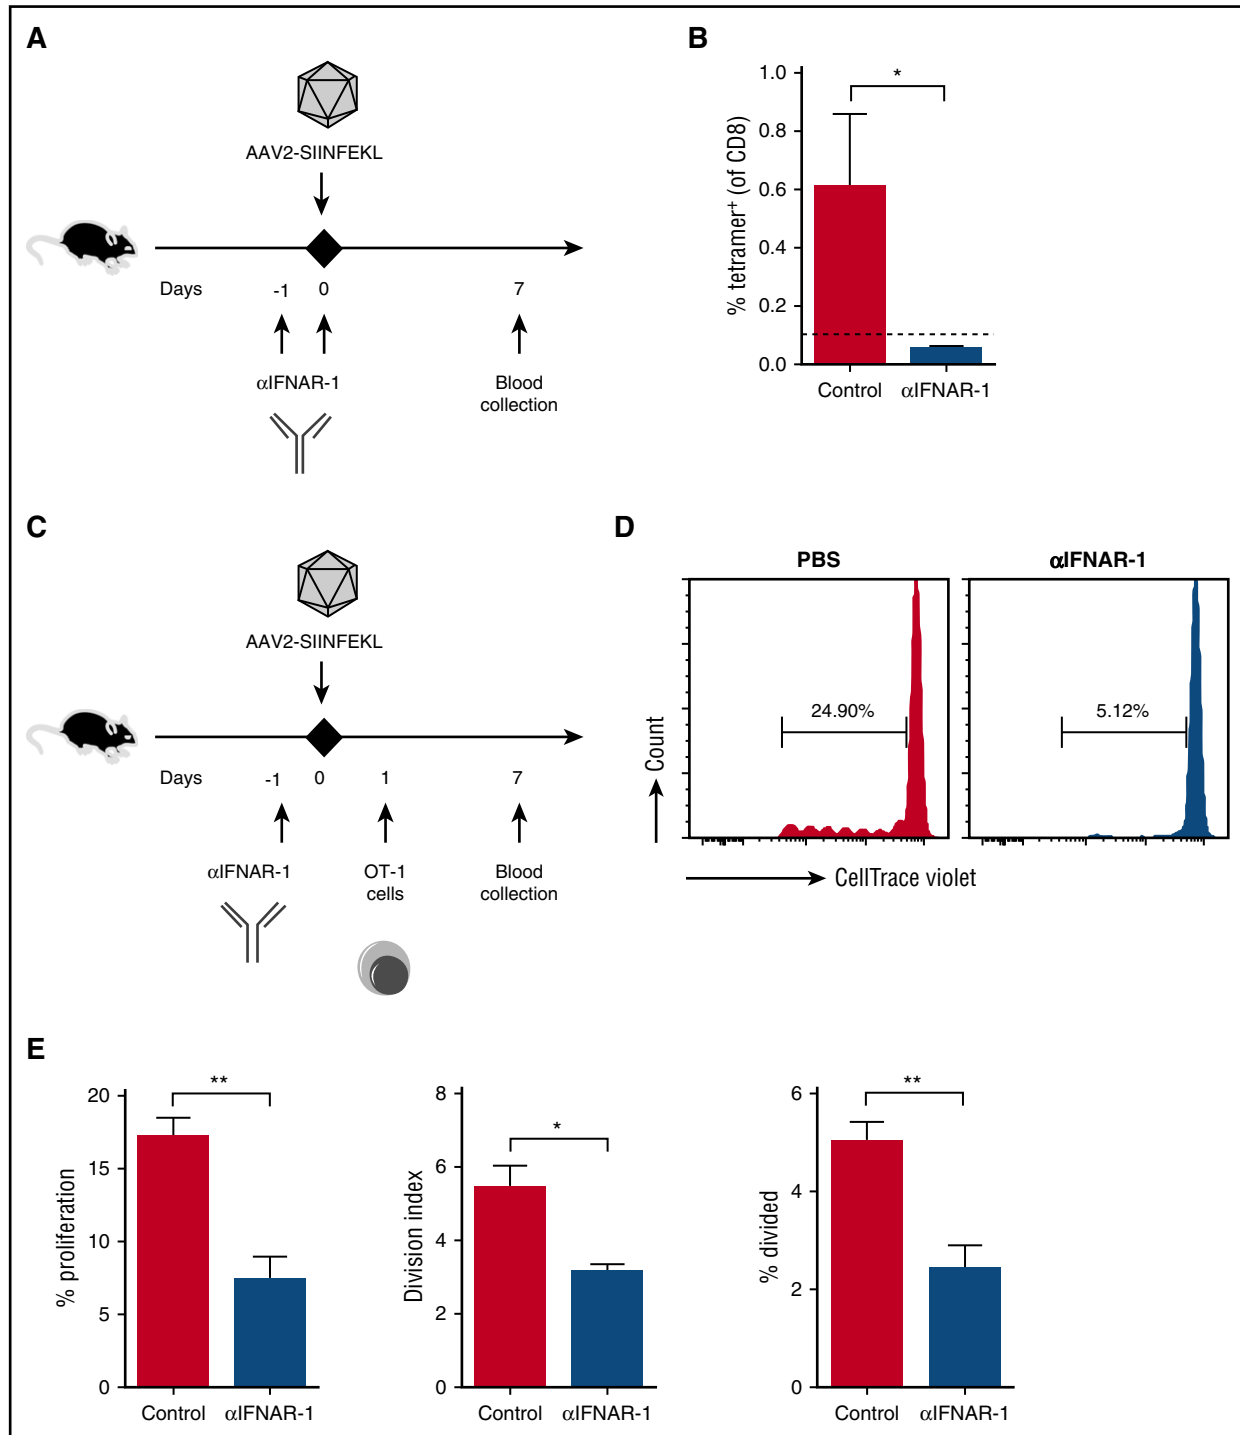 A
AAV2-SIINFEKL
Days
-1
0
7
αIFNAR-1
Blood
collection
B
% tetramer⁺ (of CD8)
1.0
0.8
0.6
0.4
0.2
0.0
*
Control
αIFNAR-1
C
AAV2-SIINFEKL
Days
-1
0
1
7
αIFNAR-1
OT-1
cells
Blood
collection
D
PBS
αIFNAR-1
24.90%
5.12%
Count
CellTrace violet
E
% proliferation
20
15
10
5
0
**
Control
αIFNAR-1
Division index
8
6
4
2
0
*
Control
αIFNAR-1
% divided
6
4
2
0
**
Control
αIFNAR-1